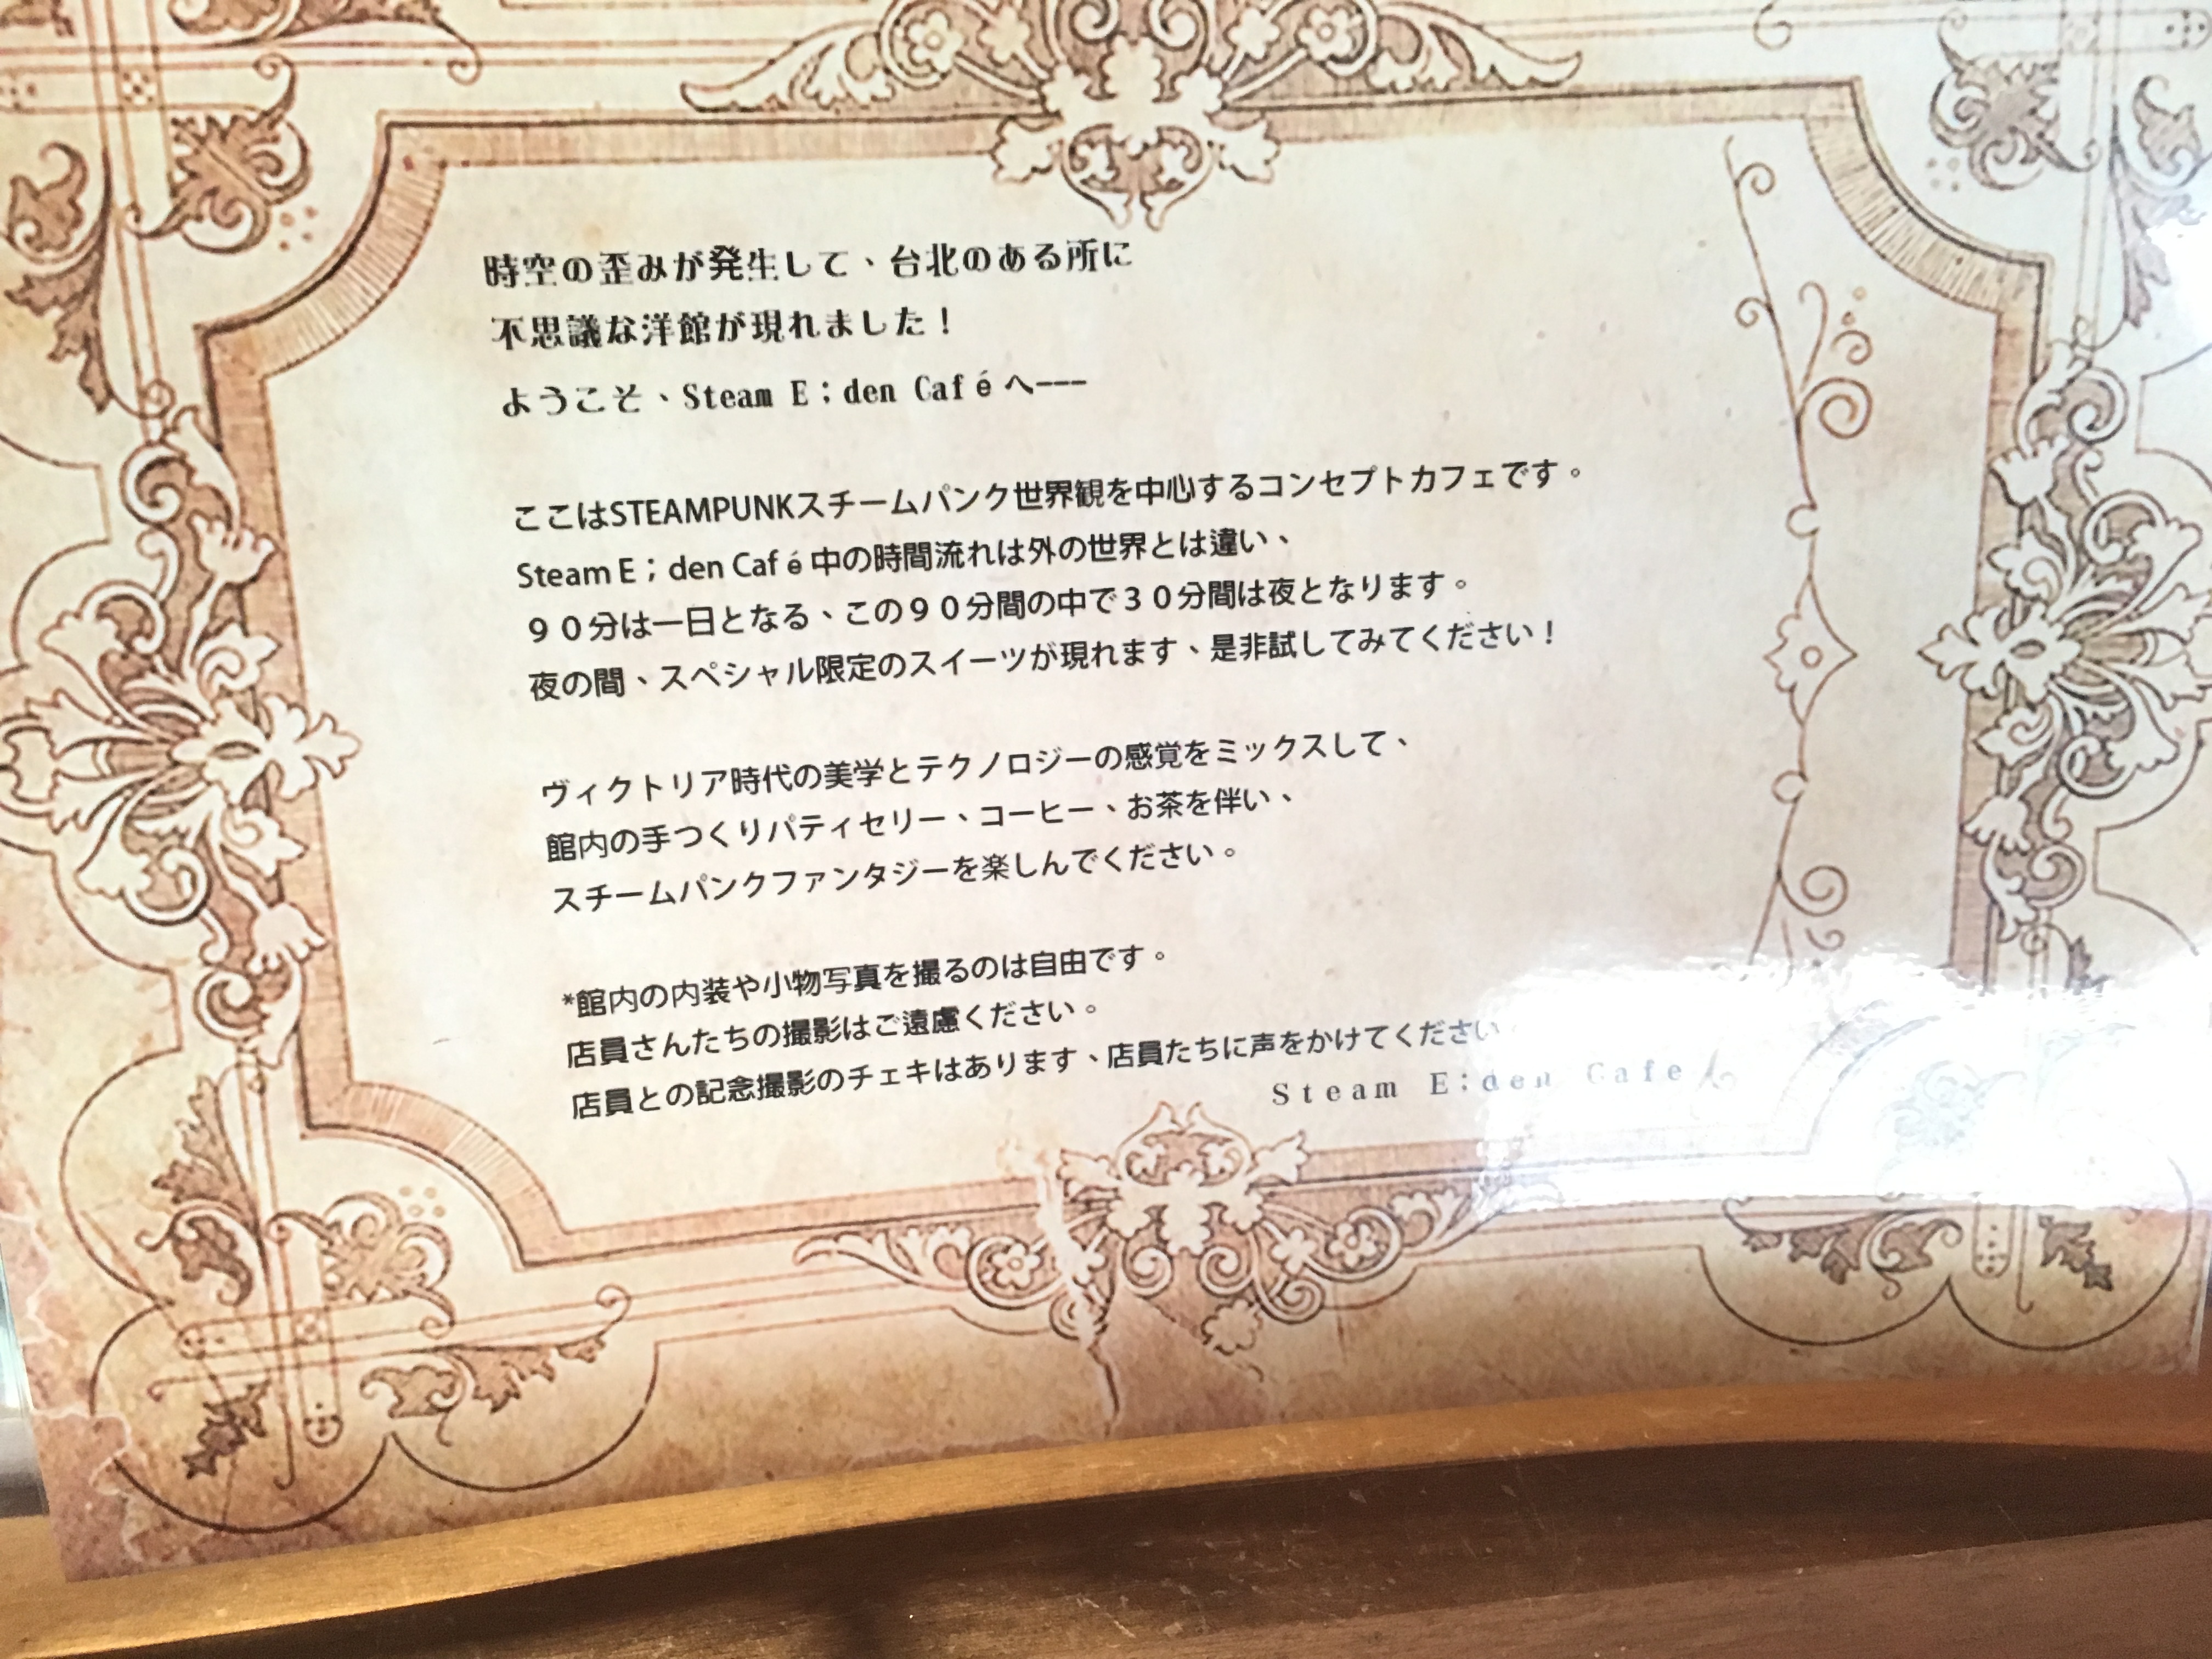 時空の歪みが発生して、台北のある所に
不思議な洋館が現れました！
ようこそ、Steam E；den Caféへ---
ここはSTEAMPUNKスチームパンク世界観を中心するコンセプトカフェです。
Steam E；den Café中の時間流れは外の世界とは違い、
９０分は一日となる、この９０分間の中で３０分間は夜となります。
夜の間、スペシャル限定のスイーツが現れます、是非試してみてください！
ヴィクトリア時代の美学とテクノロジーの感覚をミックスして、
館内の手つくりパティセリー、コーヒー、お茶を伴い、
スチームパンクファンタジーを楽しんでください。
*館内の内装や小物写真を撮るのは自由です。
店員さんたちの撮影はご遠慮ください。
店員との記念撮影のチェキはあります、店員たちに声をかけてください
Steam E;den Cafe